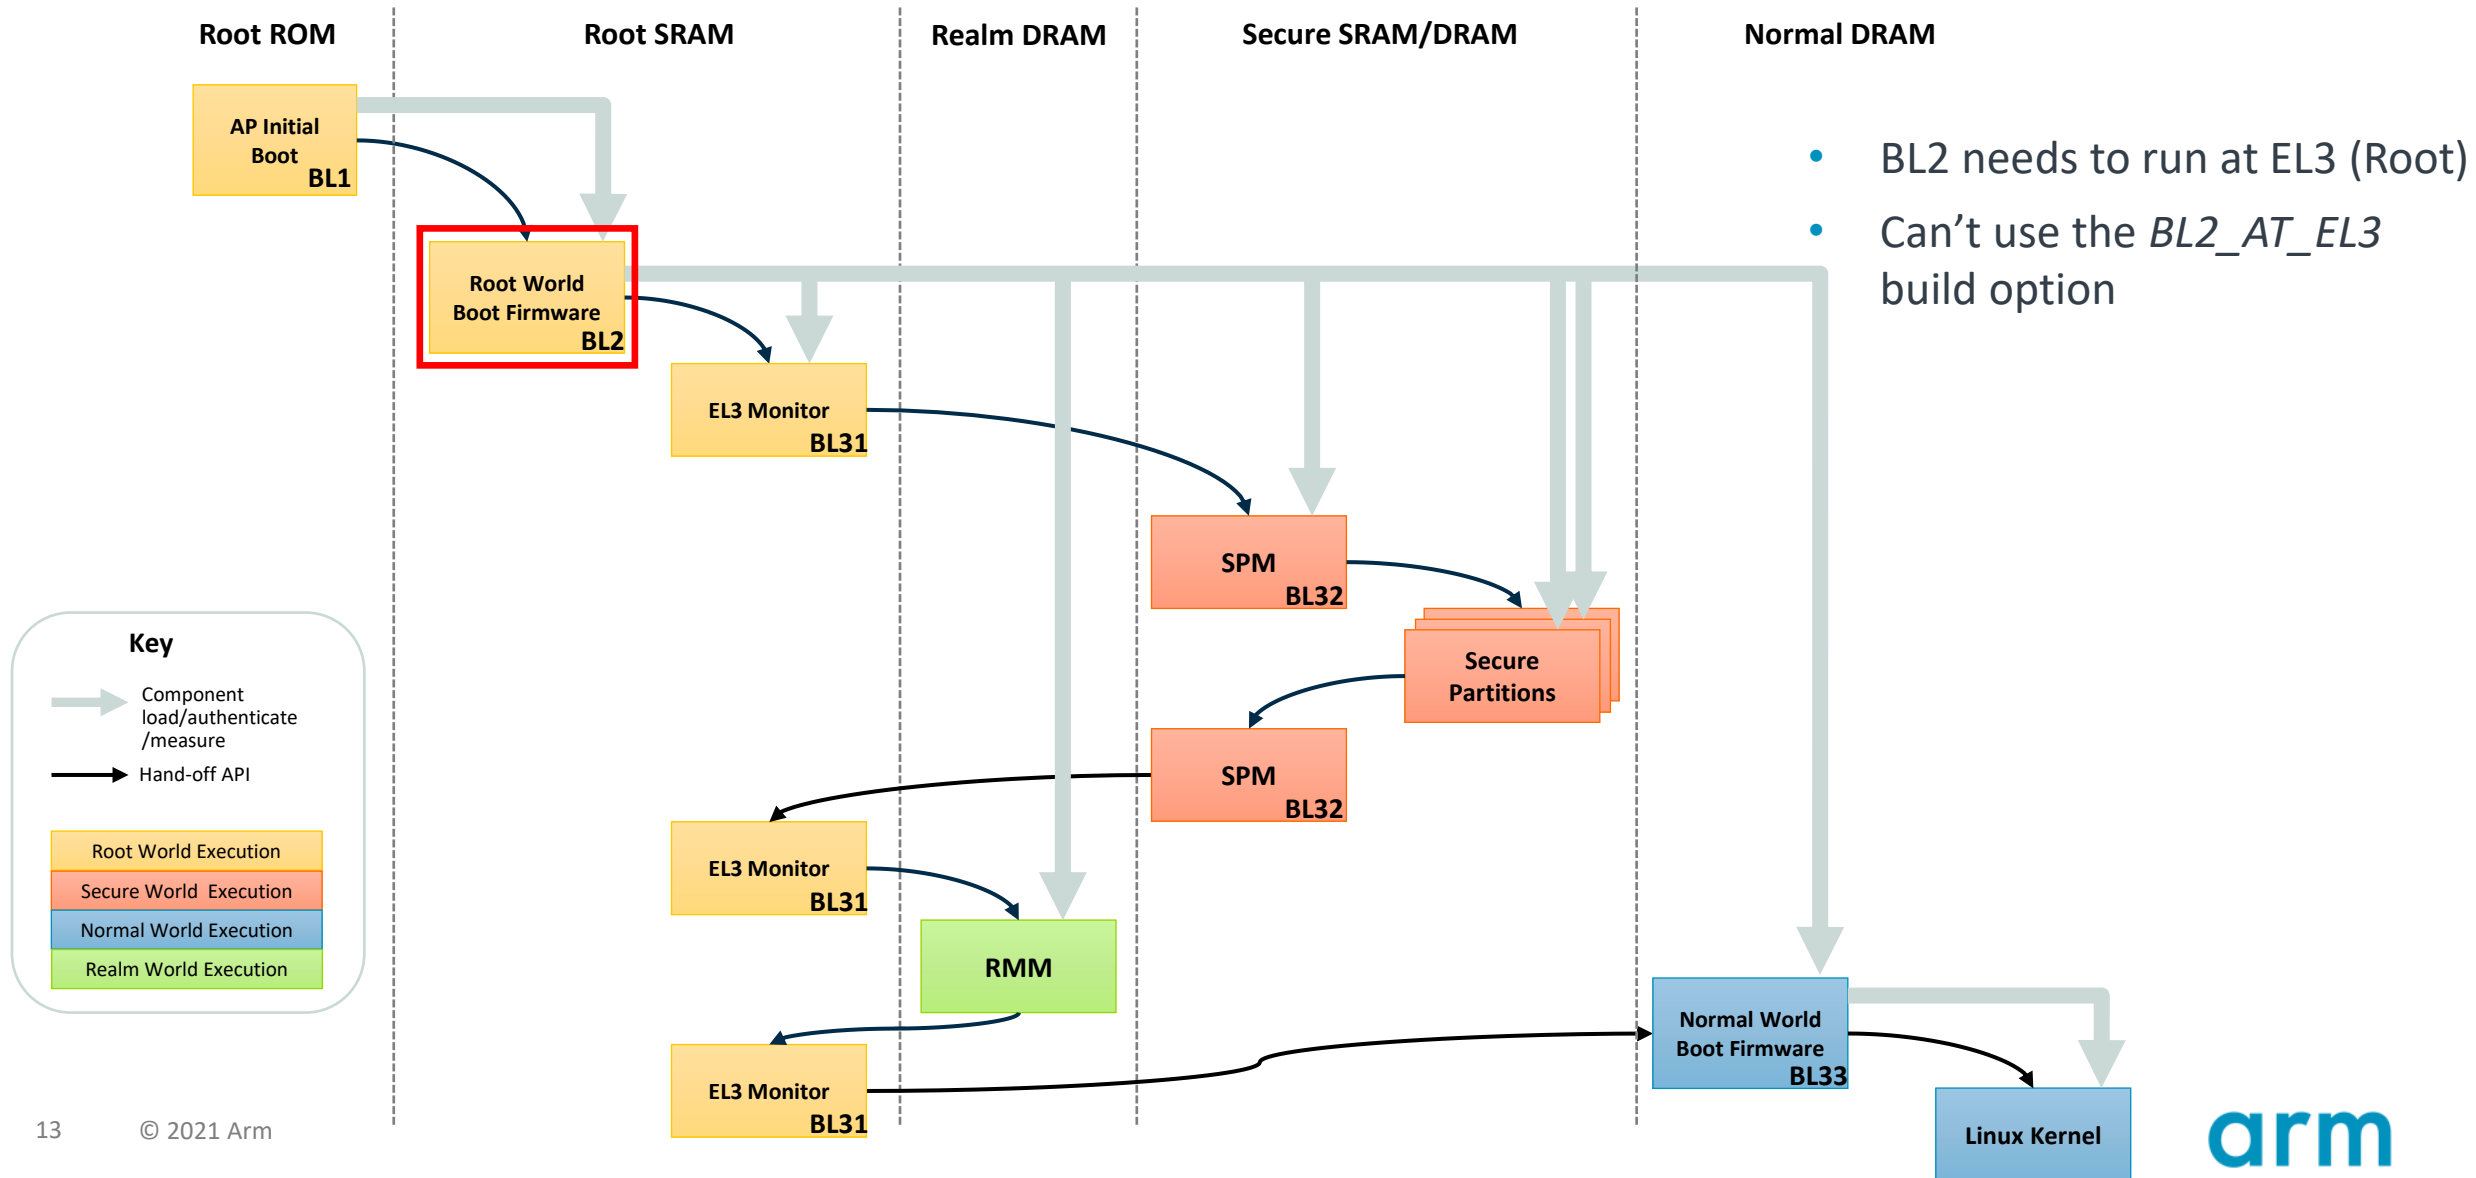 Root ROM
Root SRAM
Realm DRAM
Secure SRAM/DRAM
Normal DRAM
AP Initial
Boot
BL1
• BL2 needs to run at EL3 (Root)
• Can't use the BL2_AT_EL3
build option
Root World
Boot Firmware
BL2
EL3 Monitor
BL31
SPM
BL32
Secure
Partitions
SPM
BL32
EL3 Monitor
BL31
RMM
EL3 Monitor
BL31
Normal World
Boot Firmware
BL33
Linux Kernel
Key
Component
load/authenticate
/measure
Hand-off API
Root World Execution
Secure World Execution
Normal World Execution
Realm World Execution
13
© 2021 Arm
arm